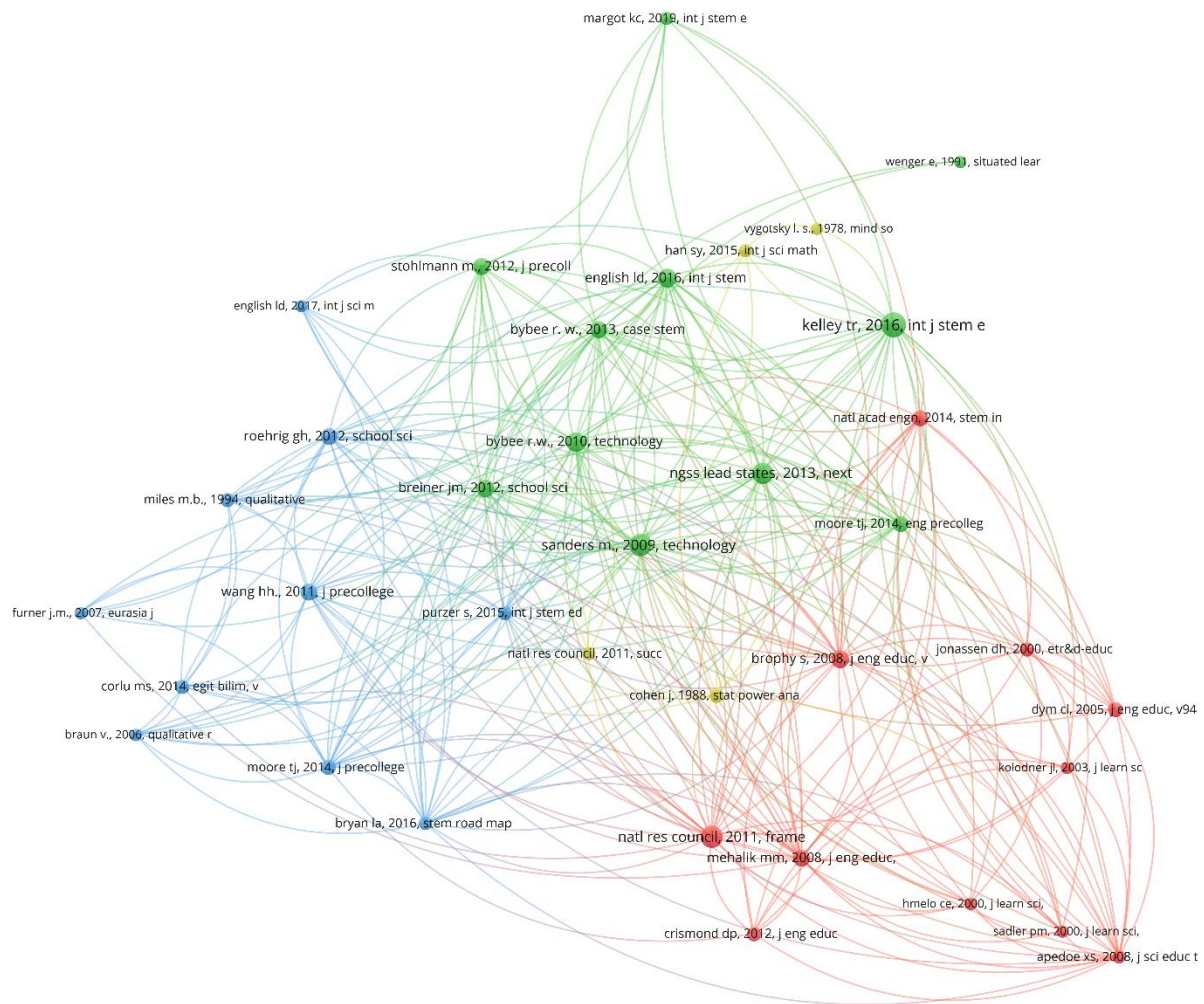 margot kc, 2019, int j stem e
wenger e, 1991, situated lear
vygotsky l. s., 1978, mind so
han sy, 2015, int j sci math
stohlmann m., 2012, j precoll
english ld, 2016, int j stem
english ld, 2017, int j sci m
kelley tr, 2016, int j stem e
bybee r. w., 2013, case stem
natl acad engn, 2014, stem in
roehrig gh, 2012, school sci
bybee r.w., 2010, technology
ngss lead states, 2013, next
breiner jm, 2012, school sci
miles m.b., 1994, qualitative
moore tj, 2014, eng precolleg
sanders m., 2009, technology
wang hh., 2011, j precollege
furner j.m., 2007, eurasia j
purzer s, 2015, int j stem ed
jonassen dh, 2000, etr&d-educ
natl res council, 2011, succ
brophy s, 2008, j eng educ, v
corlu ms, 2014, egit bilim, v
cohen j, 1988, stat power ana
dym cl, 2005, j eng educ, v94
braun v., 2006, qualitative r
moore tj, 2014, j precollege
kolodner jl, 2003, j learn sc
bryan la, 2016, stem road map
natl res council, 2011, frame
mehalik mm, 2008, j eng educ,
hmelo ce, 2000, j learn sci,
crismond dp, 2012, j eng educ
sadler pm, 2000, j learn sci,
apedoe xs, 2008, j sci educ t